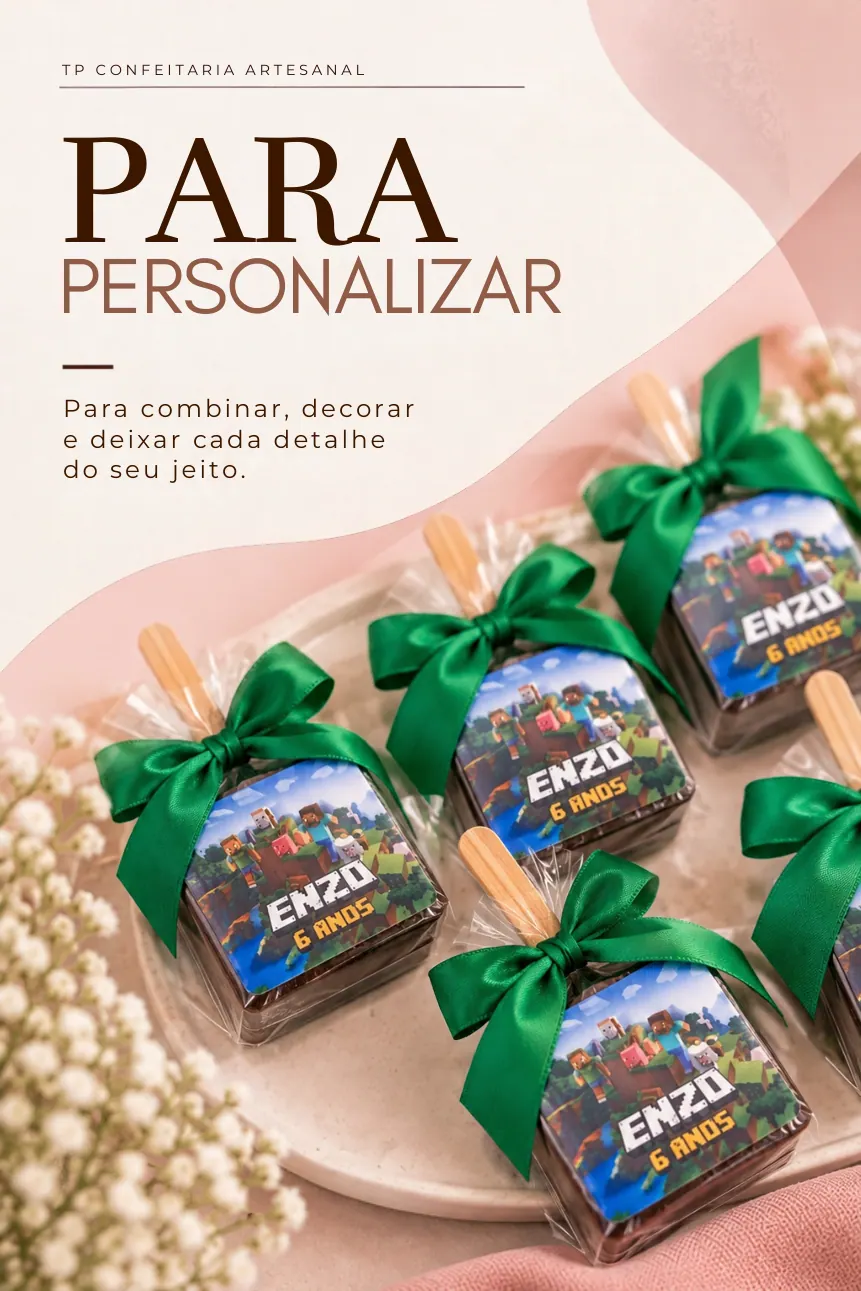 TP CONFEITARIA ARTESANAL
PARA
PERSONALIZAR
Para combinar, decorar
e deixar cada detalhe
do seu jeito.
ENZO
6 ANOS
ENZO
6 ANOS
ENZO
6 ANOS
ENZO
6 ANOS